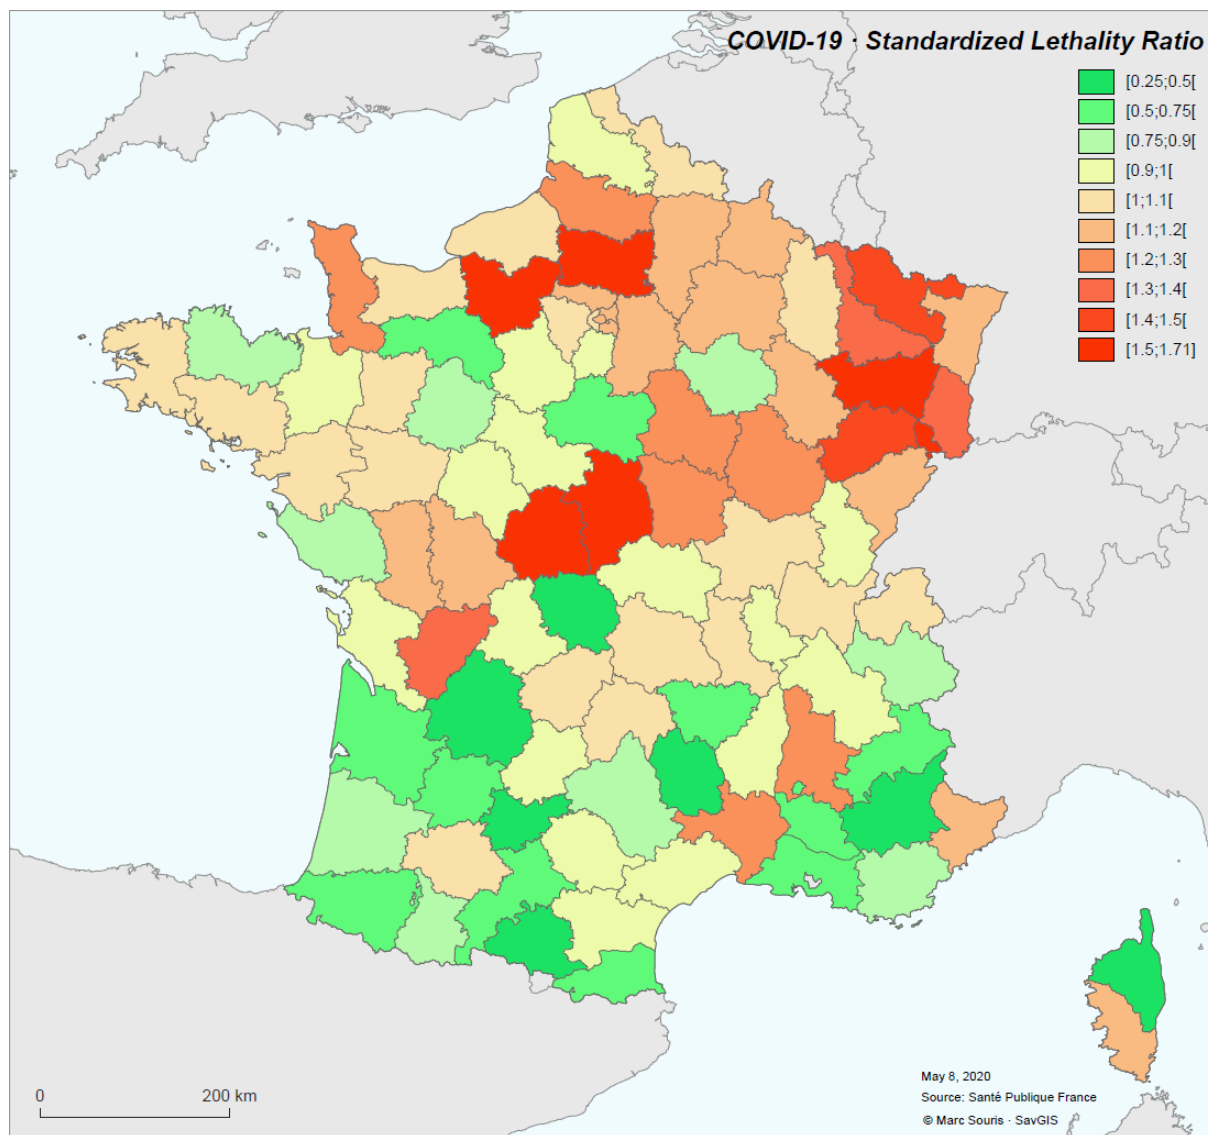 COVID-19 · Standardized Lethality Ratio
[0.25;0.5[
[0.5;0.75[
[0.75;0.9[
[0.9;1[
[1;1.1[
[1.1;1.2[
[1.2;1.3[
[1.3;1.4[
[1.4;1.5[
[1.5;1.71]
0 200 km
May 8, 2020
Source: Santé Publique France
© Marc Souris · SavGIS